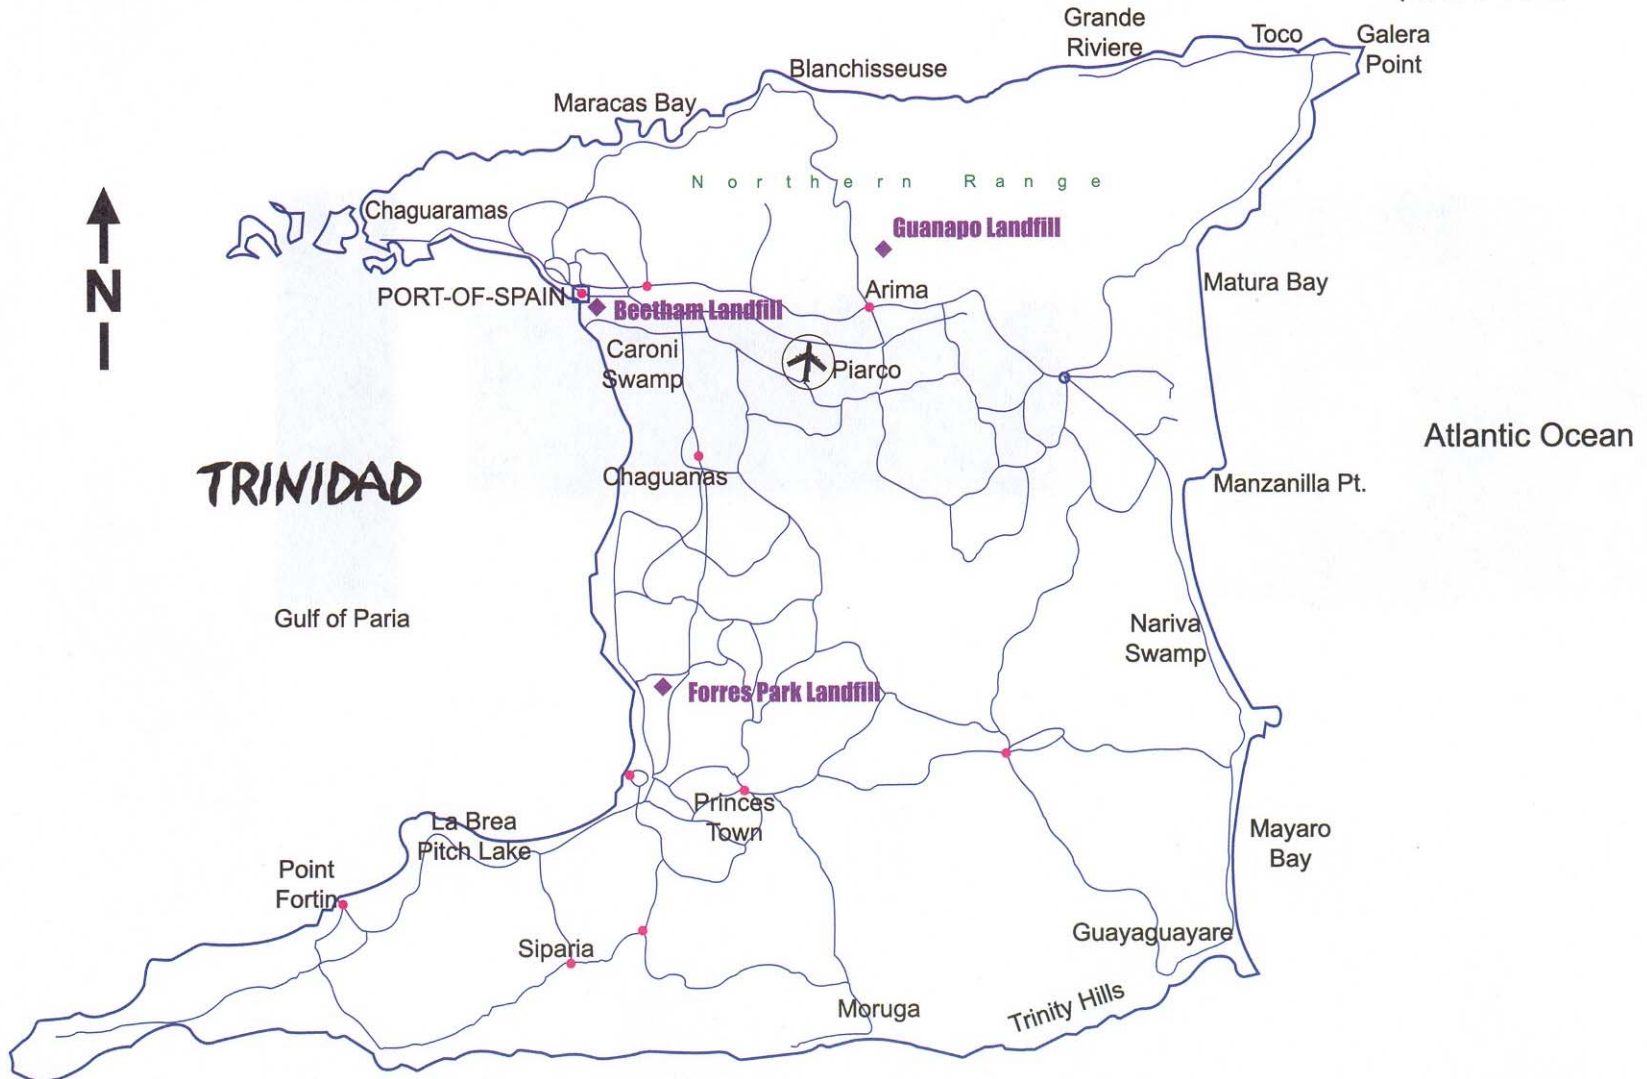 Grande
Riviere
Toco
Galera
Point
Blanchisseuse
Maracas Bay
Northern Range
Chaguaramas
Guanapo Landfill
N
Matura Bay
PORT-OF-SPAIN
Arima
Beetham Landfill
Caroni
Swamp
Piarco
Atlantic Ocean
TRINIDAD
Chaguanas
Manzanilla Pt.
Gulf of Paria
Nariva
Swamp
Forres Park Landfill
Princes
Town
La Brea
Pitch Lake
Mayaro
Bay
Point
Fortin
Guayaguayare
Siparia
Moruga
Trinity Hills